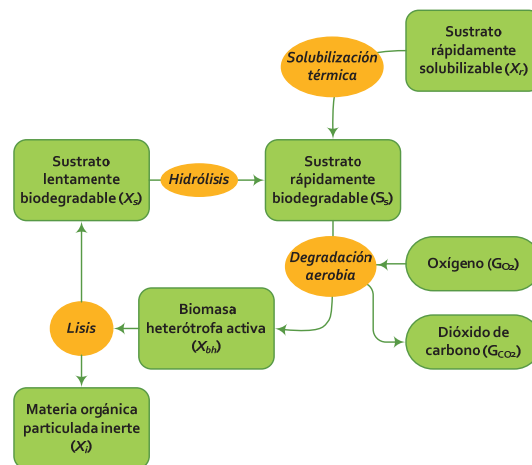 Sustrato
rápidamente
solubilizable (Xr)
Solubilización
térmica
Sustrato
lentamente
biodegradable (Xs)
Hidrólisis
Sustrato
rápidamente
biodegradable (Ss)
Degradación
aerobia
Oxígeno (GO2)
Biomasa
heterótrofa activa
(Xbh)
Lisis
Dióxido de
carbono (GCO2)
Materia orgánica
particulada inerte
(Xi)